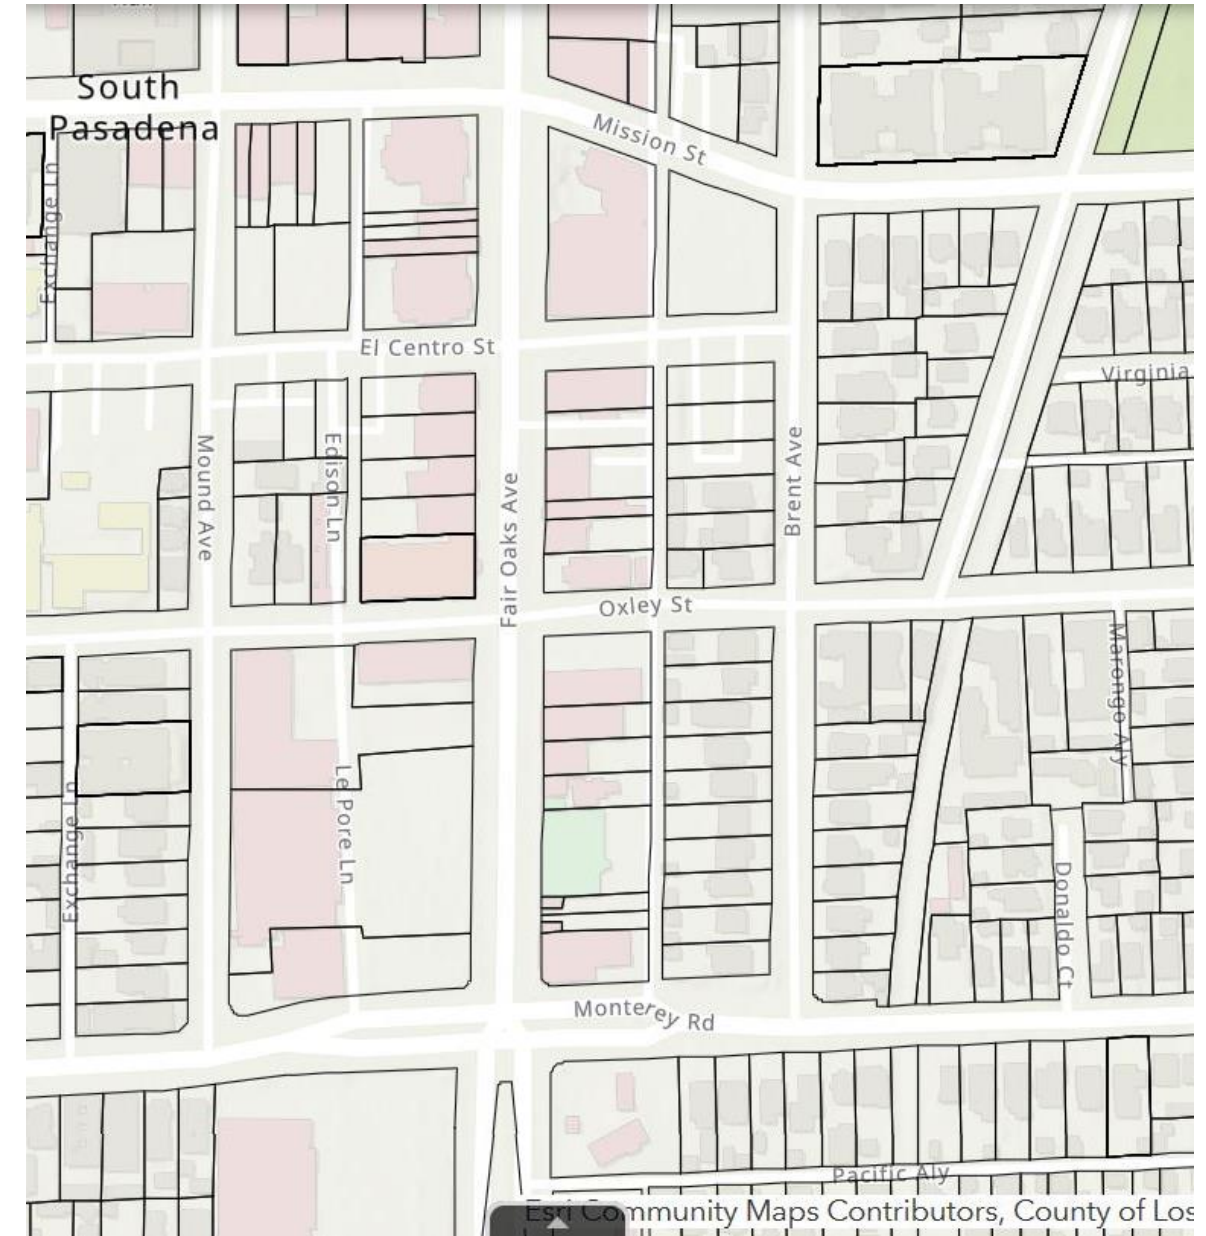 South
Pasadena
Mission St
Exchange Ln
El Centro St
Virginia
Mound Ave
Edison Ln
Fair Oaks Ave
Brent Ave
Oxley St
Marengo Aly
Le Pore Ln
Exchange Ln
Donaldo Ct
Monterey Rd
Pacific Aly
Esri Community Maps Contributors, County of Los